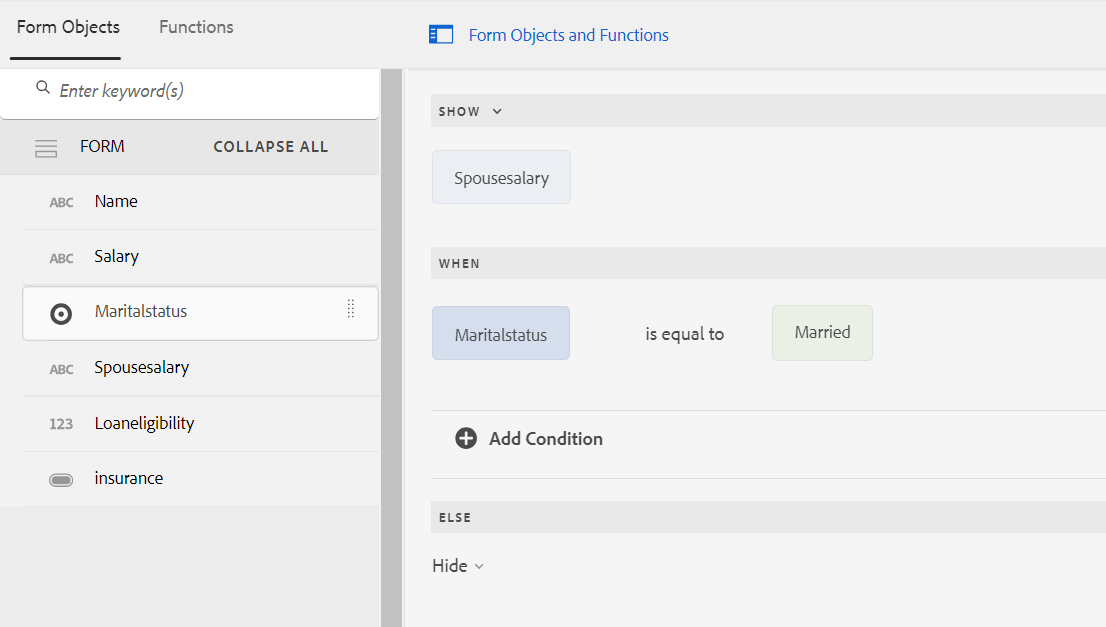 Form Objects
Functions
Form Objects and Functions
Enter keyword(s)
FORM
COLLAPSE ALL
ABC Name
ABC Salary
Maritalstatus
ABC Spousesalary
123 Loaneligibility
insurance
SHOW
Spousesalary
WHEN
Maritalstatus is equal to Married
Add Condition
ELSE
Hide